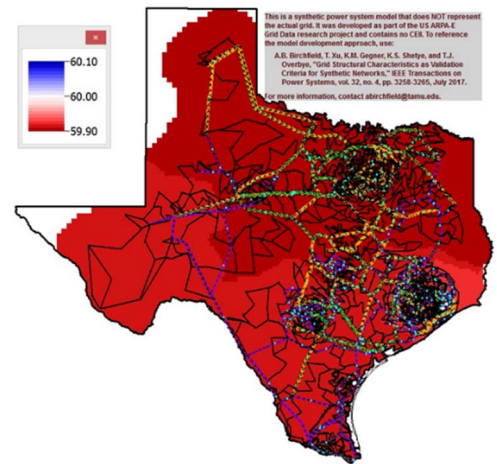 This is a synthetic power system model that does NOT represent
the actual grid. It was developed as part of the US ARPA-E
Grid Data research project and contains no CEII. To reference
the model development approach, use:
A.B. Birchfield, T. Xu, K.M. Gegner, K.S. Shetye, and T.J.
Overbye, "Grid Structural Characteristics as Validation
Criteria for Synthetic Networks," IEEE Transactions on
Power Systems, vol. 32, no. 4, pp. 3258-3265, July 2017.
For more information, contact abirchfield@tamu.edu.
60.10
60.00
59.90